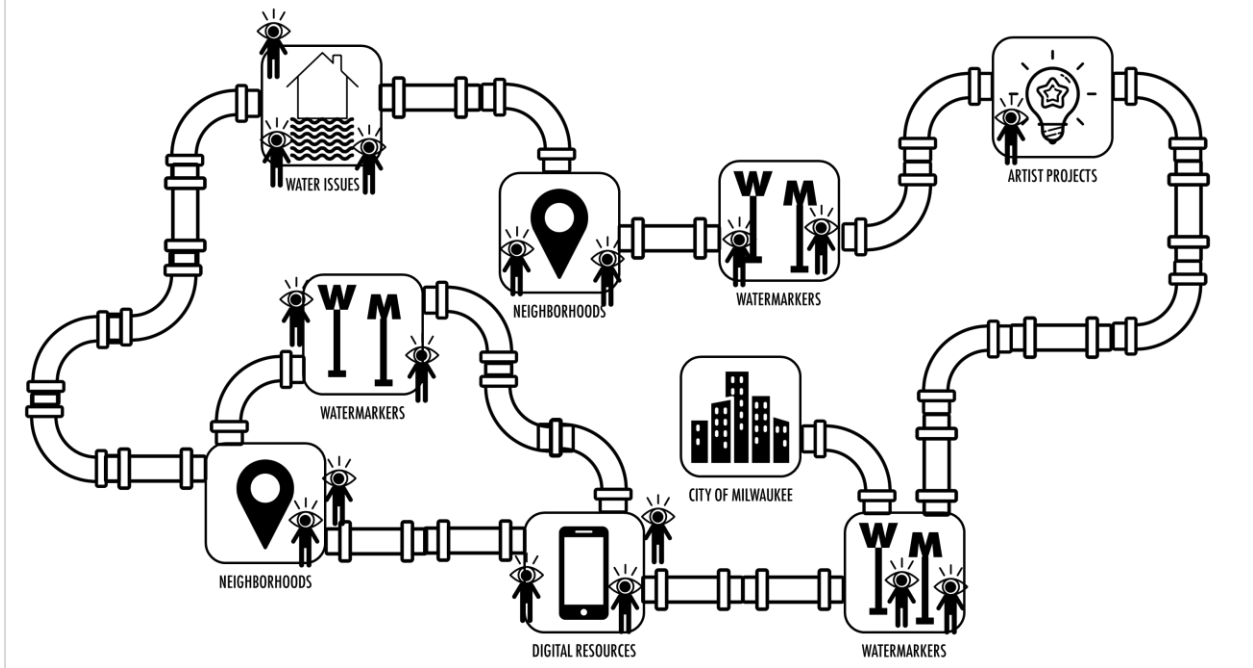 WATER ISSUES
ARTIST PROJECTS
W M
WATERMARKERS
NEIGHBORHOODS
W M
WATERMARKERS
CITY OF MILWAUKEE
W M
NEIGHBORHOODS
DIGITAL RESOURCES
WATERMARKERS